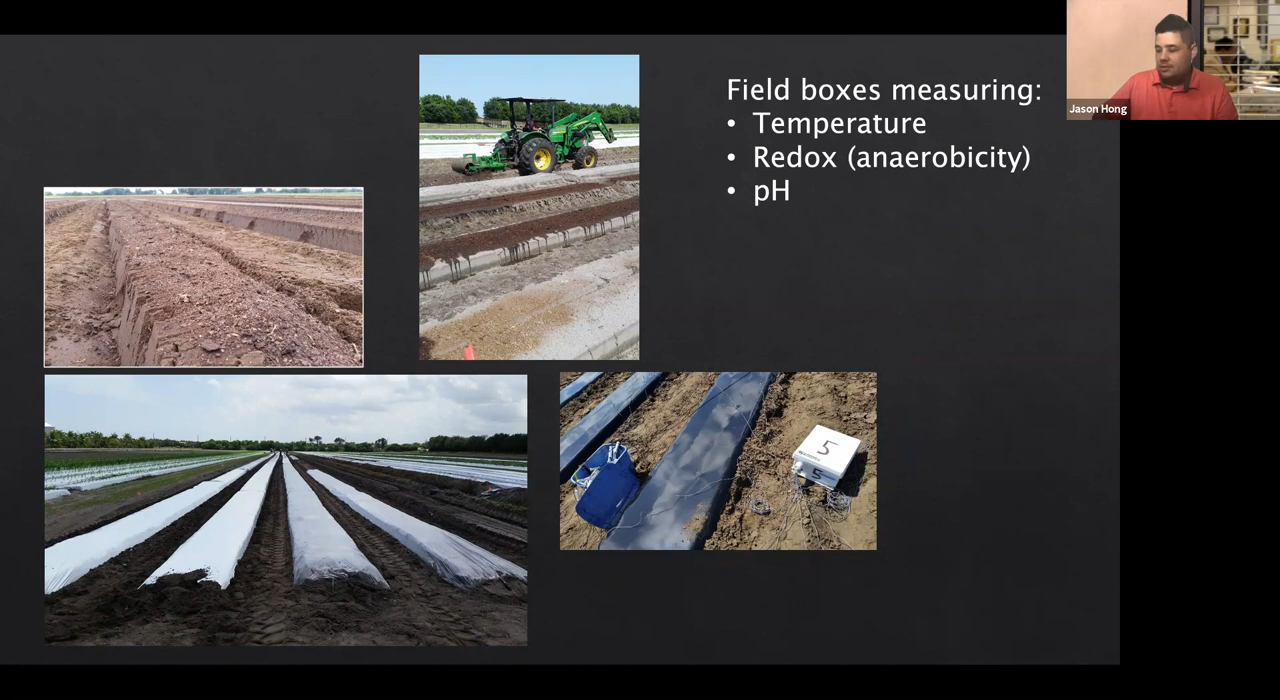 Field boxes measuring:
• Temperature
• Redox (anaerobicity)
• pH
Jason Hong
5
5